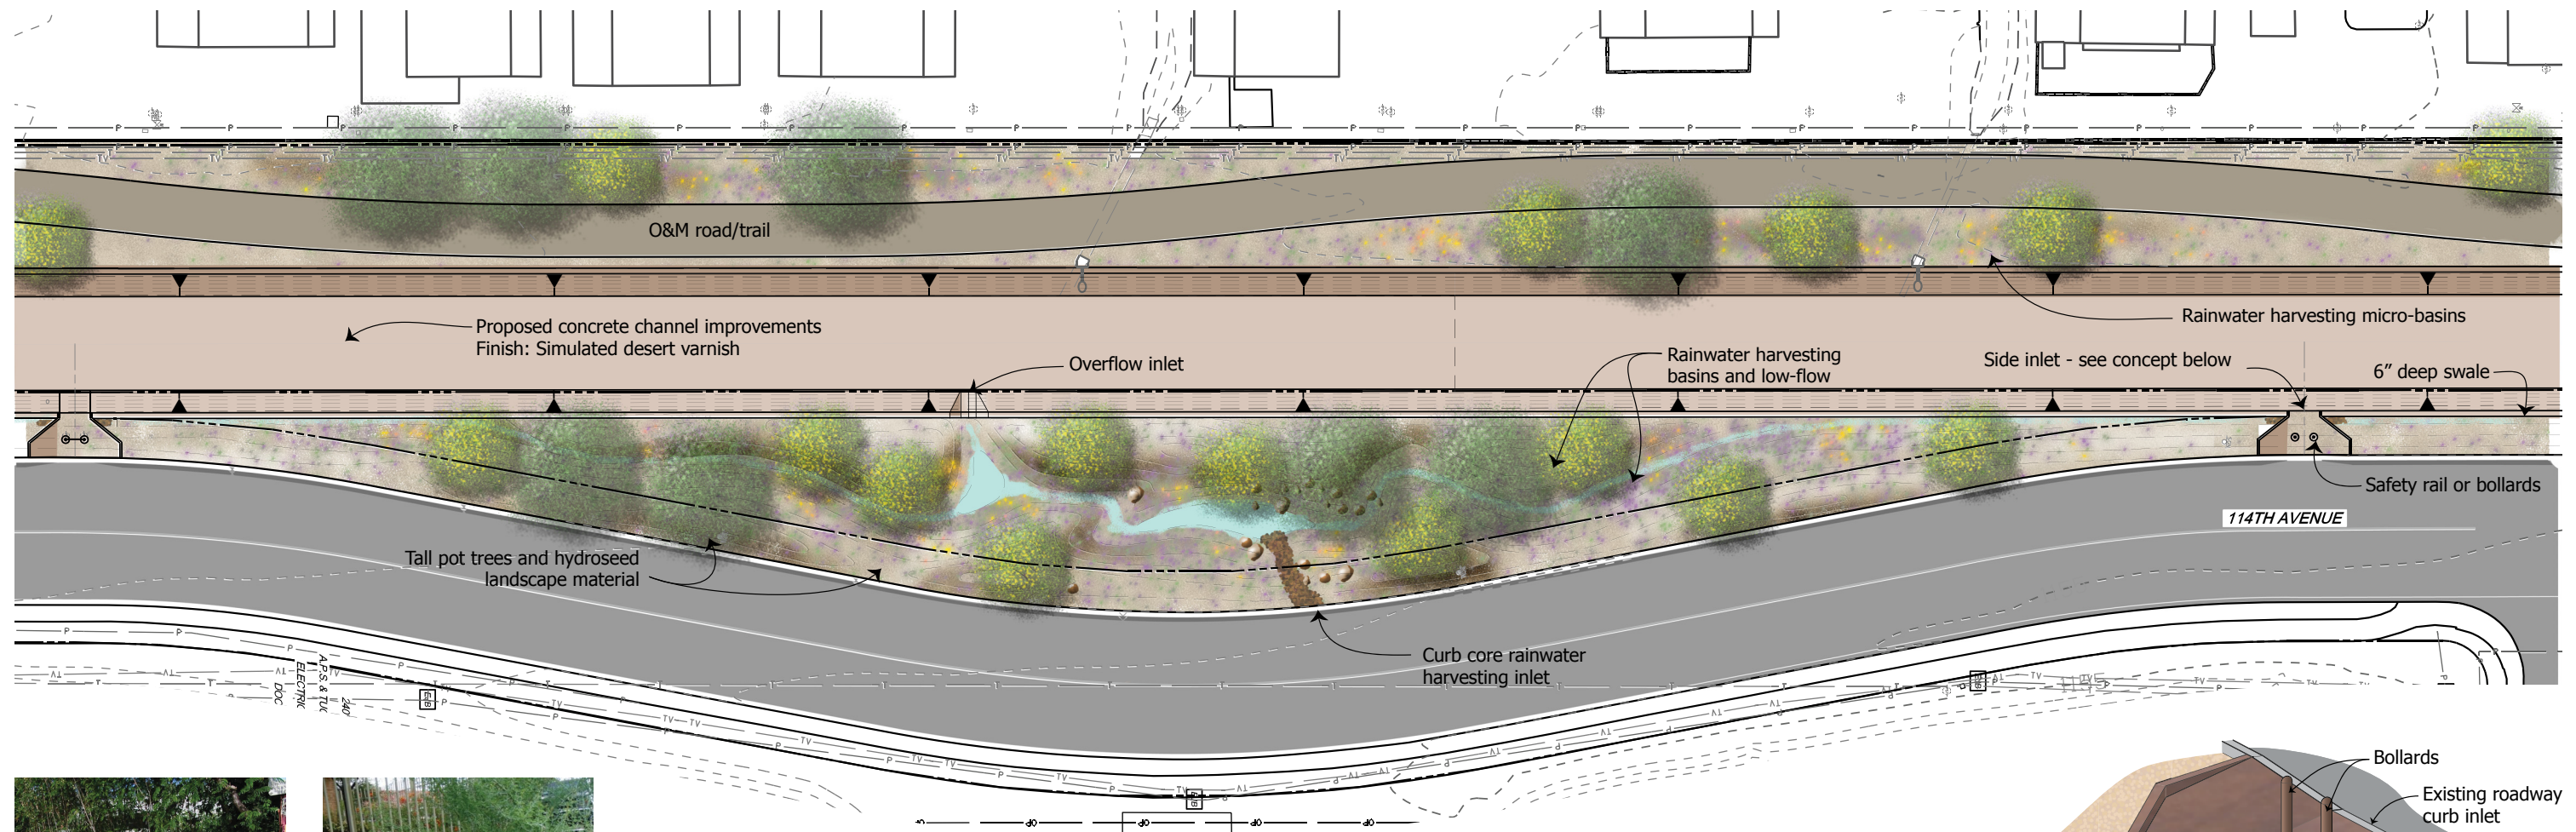 O&M road/trail
Proposed concrete channel improvements
Finish: Simulated desert varnish
Overflow inlet
Rainwater harvesting
basins and low-flow
Rainwater harvesting micro-basins
Side inlet - see concept below
6” deep swale
Safety rail or bollards
114TH AVENUE
Tall pot trees and hydroseed
landscape material
Curb core rainwater
harvesting inlet
A.P.S. &
240'
DOC
Bollards
Existing roadway
curb inlet